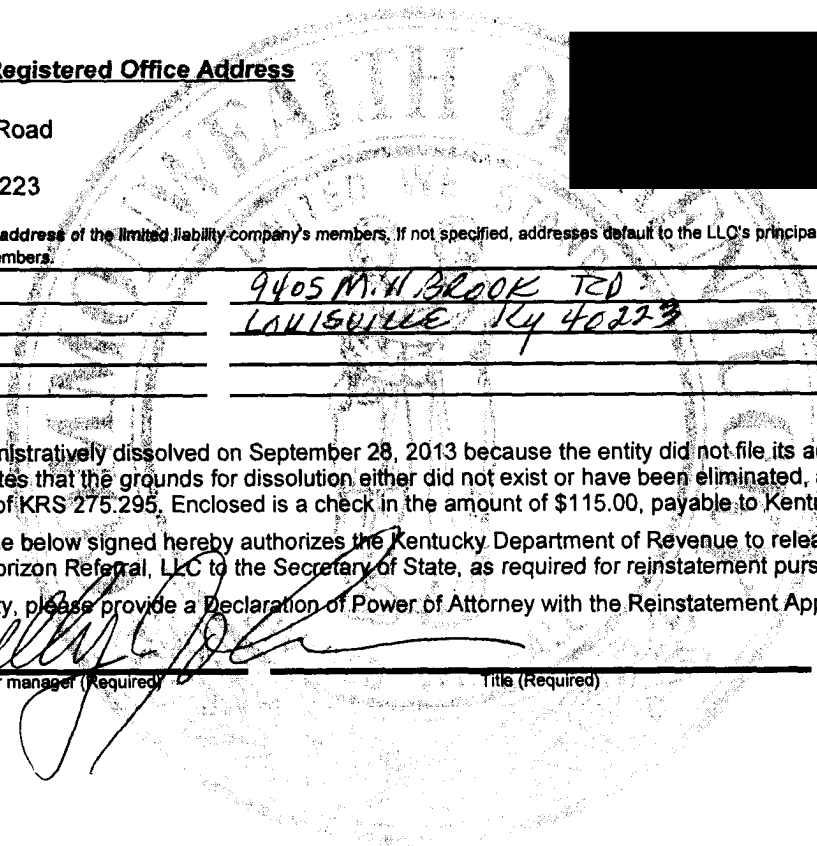 Registered Office Address
Road
223
address of the limited liability company's members. If not specified, addresses default to the LLC's principa
mbers.
9405 MillBROOK RD.
LOUISVILLE Ky 40223
nistratively dissolved on September 28, 2013 because the entity did not file its a
tes that the grounds for dissolution either did not exist or have been eliminated,
of KRS 275.295. Enclosed is a check in the amount of $115.00, payable to Kent
e below signed hereby authorizes the Kentucky Department of Revenue to relea
orizon Referral, LLC to the Secretary of State, as required for reinstatement purs
ty, please provide a Declaration of Power of Attorney with the Reinstatement App
r manager (Required)
Title (Required)